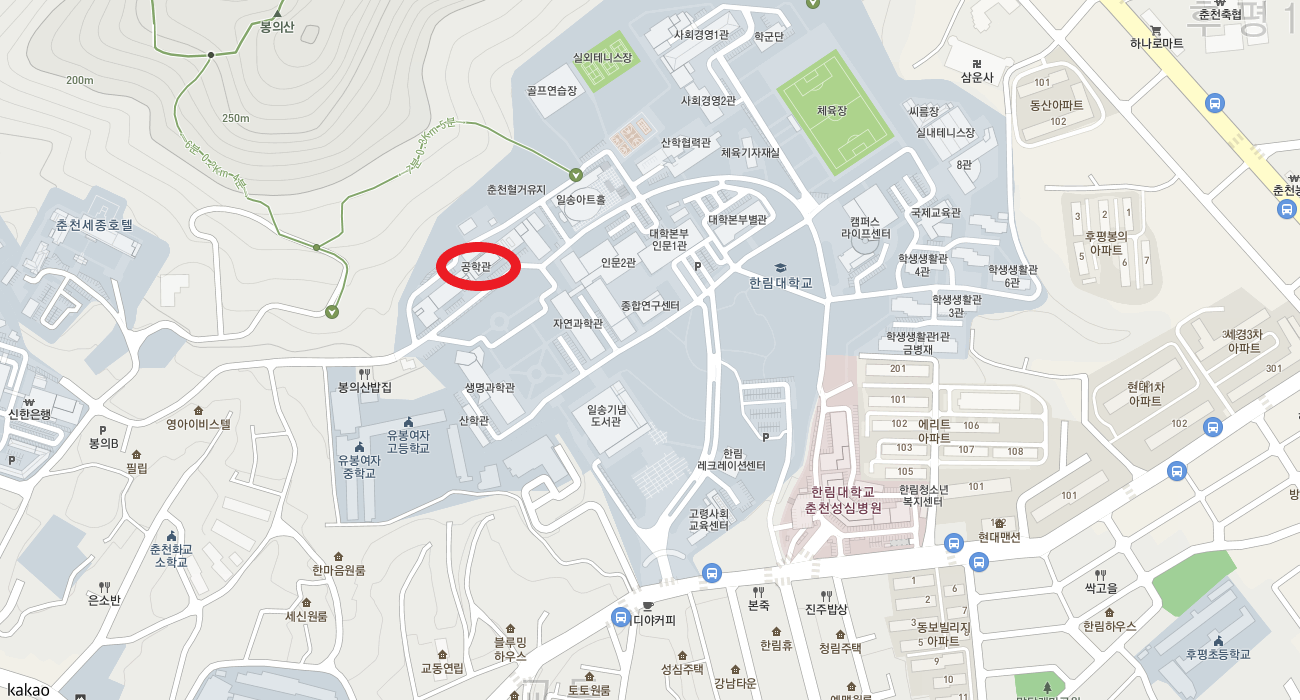 봉의산
200m
250m
6분·0.2Km·4분
7분·0.3Km·5분
춘천세종호텔
실외테니스장
골프연습장
사회경영1관
학군단
사회경영2관
산학협력관
체육기자재실
체육장
씨름장
실내테니스장
8관
삼운사
동산아파트
101
102
하나로마트
춘천축협
후평1
춘천혈거유지
일송아트홀
대학본부
인문1관
대학본부별관
인문2관
공학관
종합연구센터
자연과학관
P
한림대학교
캠퍼스
라이프센터
국제교육관
학생생활관
4관
학생생활관
6관
학생생활관
3관
학생생활관1관
금병재
후평봉의
아파트
3
2
1
5
6
7
세경3차
아파트
301
현대1차
아파트
102
101
생명과학관
산학관
일송기념
도서관
한림
레크레이션센터
P
고령사회
교육센터
한림대학교
춘천성심병원
201
101
102
103
105
106
107
108
에리트
아파트
한림청소년
복지센터
101
102
현대맨션
봉의산밥집
유봉여자
고등학교
유봉여자
중학교
신한은행
P
봉의B
P
영아이비스텔
필립
춘천화교
소학교
은소반
한마음원룸
세신원룸
교동연립
블루밍
하우스
토토원룸
디야커피
성심주택
강남타운
본죽
한림휴
진주밥상
청림주택
1
2
3
5
6
7
9
10
11
동보빌리지
아파트
싹고을
한림하우스
후평초등학교
kakao